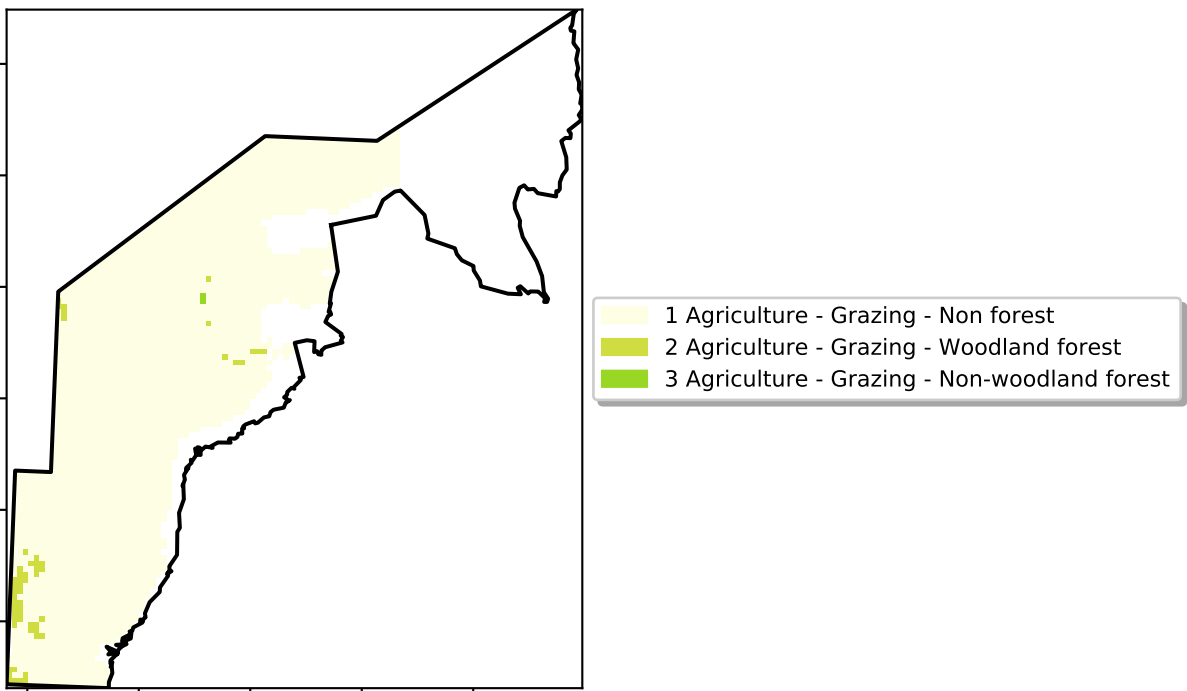 1 Agriculture - Grazing - Non forest
2 Agriculture - Grazing - Woodland forest
3 Agriculture - Grazing - Non-woodland forest